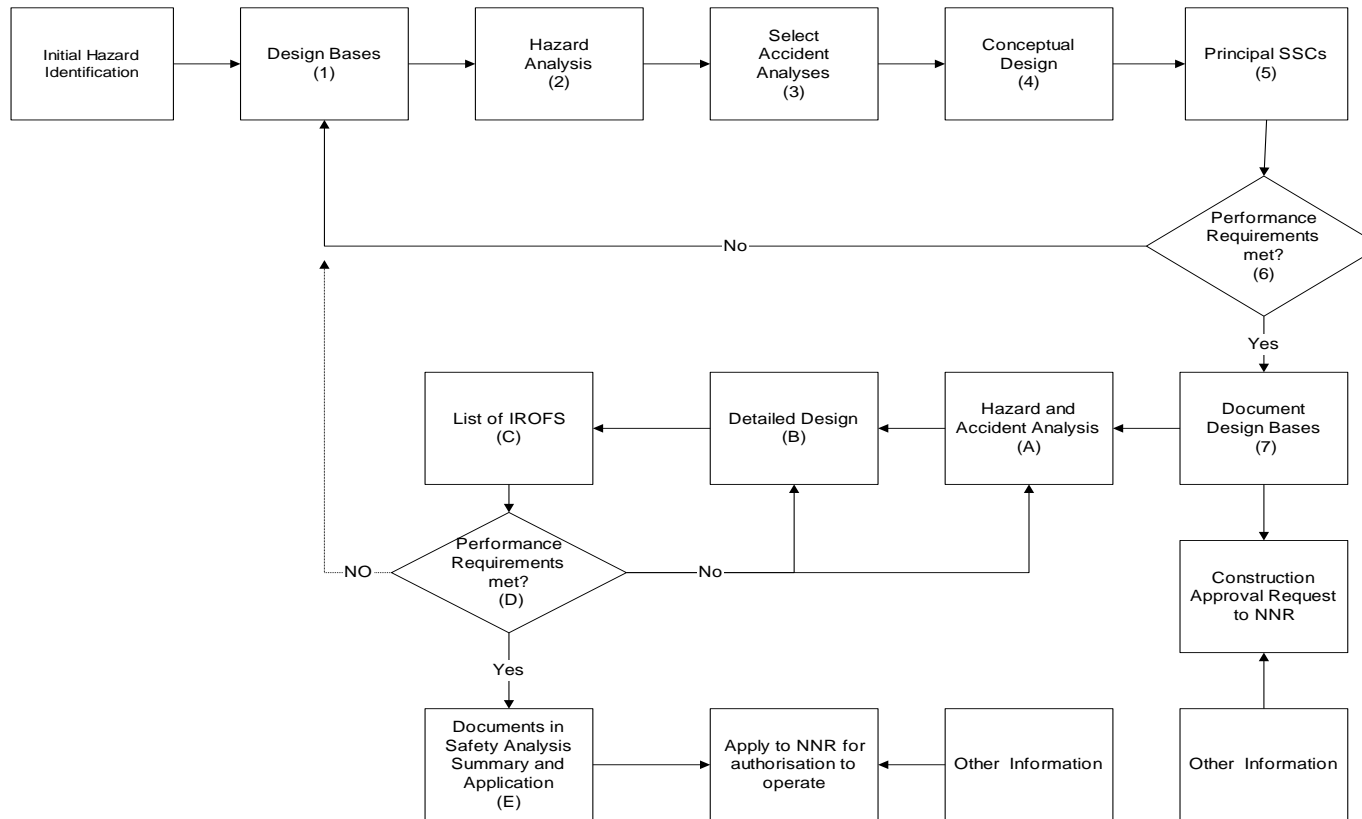 Initial Hazard
Identification
Design Bases
(1)
Hazard
Analysis
(2)
Select
Accident
Analyses
(3)
Conceptual
Design
(4)
Principal SSCs
(5)
Performance
Requirements
met?
(6)
No
Yes
List of IROFS
(C)
Detailed Design
(B)
Hazard and
Accident Analysis
(A)
Document
Design Bases
(7)
Performance
Requirements
met?
(D)
NO
No
Construction
Approval Request
to NNR
Yes
Documents in
Safety Analysis
Summary and
Application
(E)
Apply to NNR for
authorisation to
operate
Other Information
Other Information